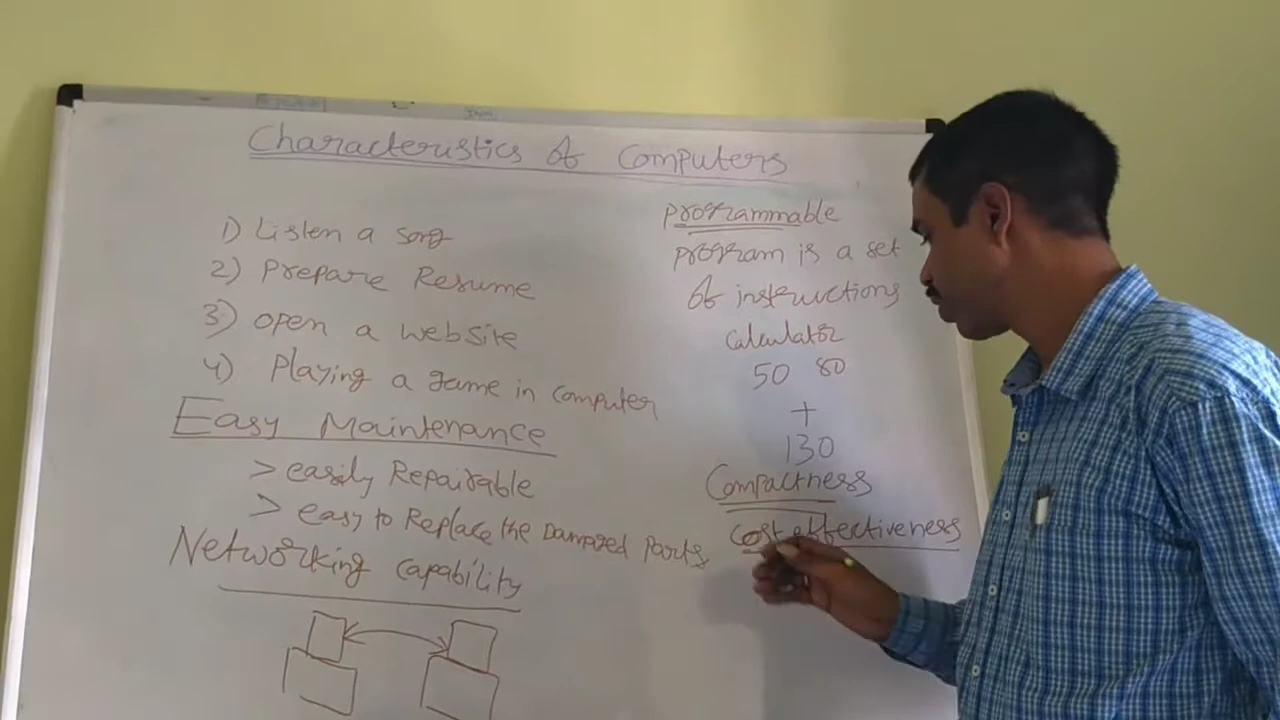 Characteristics of Computers
1) Listen a song
2) Prepare Resume
3) open a website
4) Playing a game in computer
Easy Maintenance
> easily Repairable
> easy to Replace the Damaged Parts
Networking capability
programmable
program is a set
of instructions
calculator
50 80
+
130
Compactness
Cost effectiveness